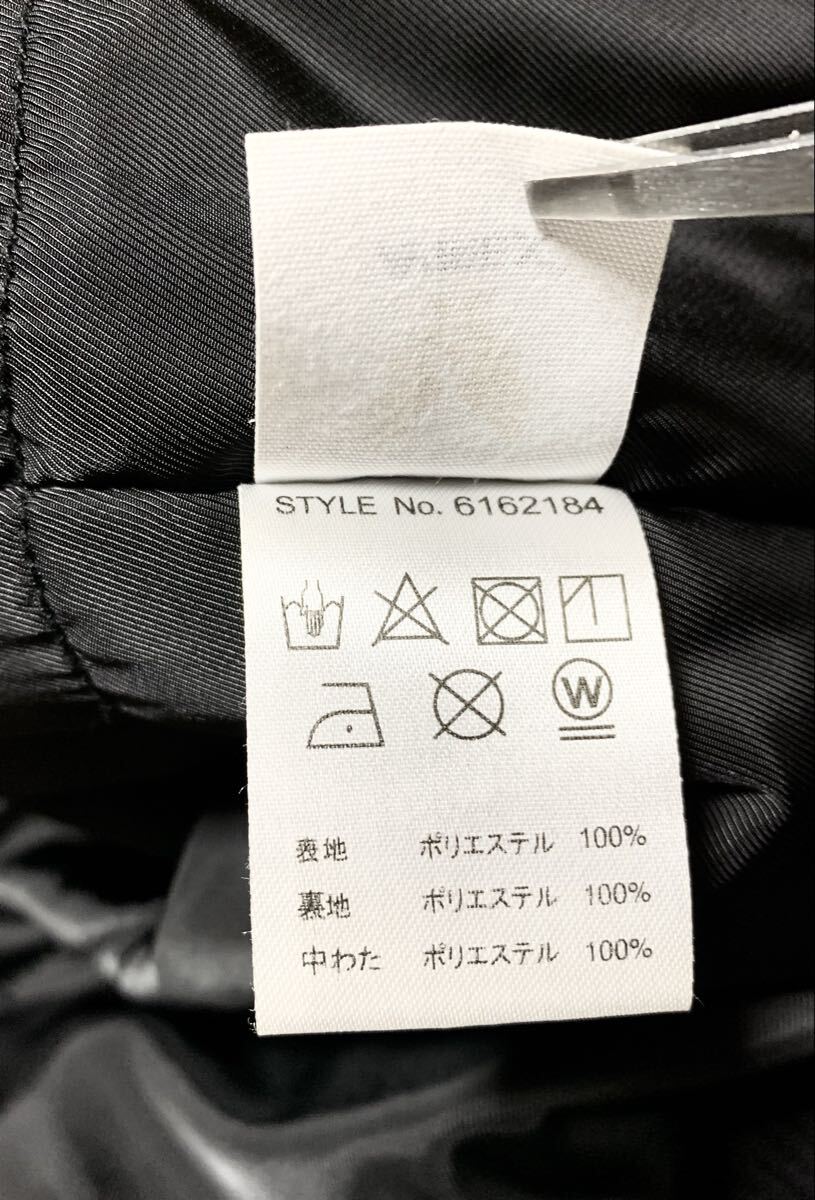 STYLE No. 6162184
W
表地 ポリエステル 100%
裏地 ポリエステル 100%
中わた ポリエステル 100%